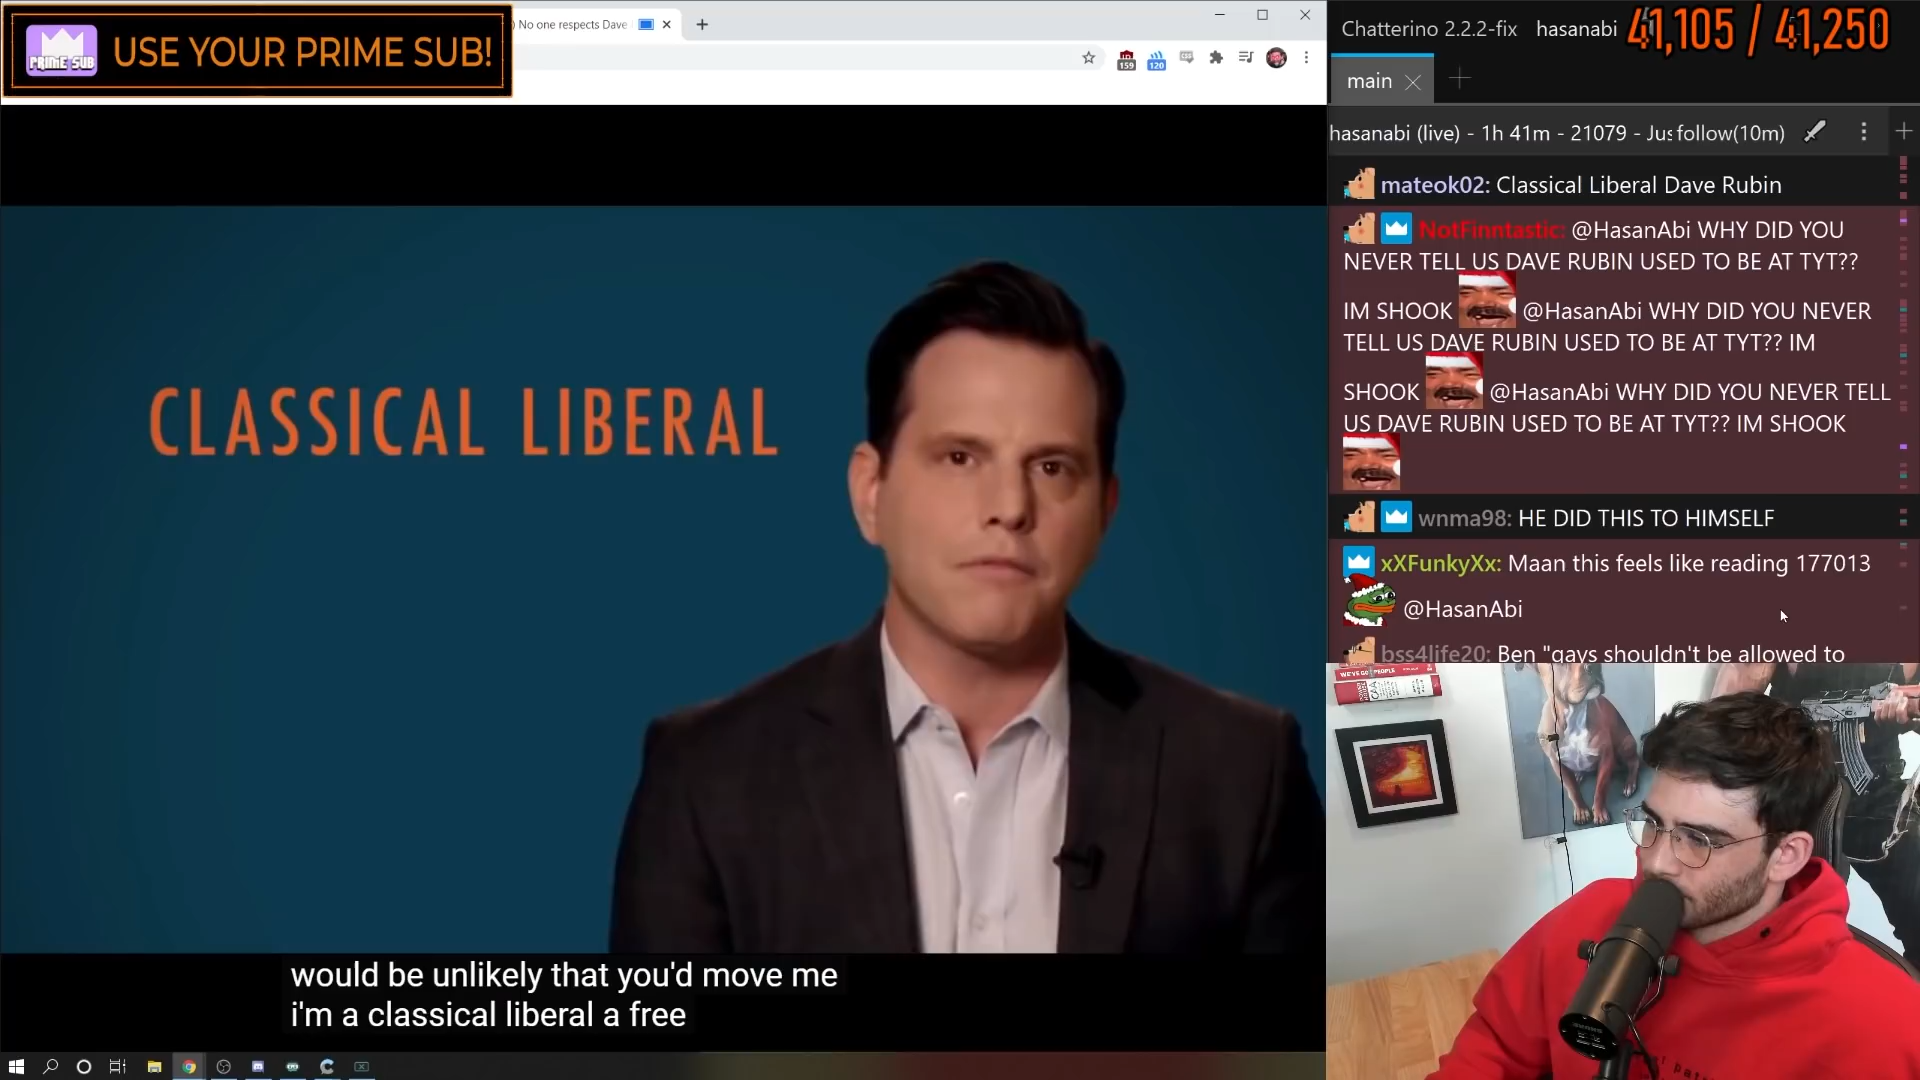 PRIME SUB
USE YOUR PRIME SUB!
No one respects Dave
159
120
CLASSICAL LIBERAL
would be unlikely that you'd move me
i'm a classical liberal a free
Chatterino 2.2.2-fix
hasanabi
41,105 / 41,250
main
hasanabi (live) - 1h 41m - 21079 - Jus
follow(10m)
mateok02: Classical Liberal Dave Rubin
NotFinntastic: @HasanAbi WHY DID YOU
NEVER TELL US DAVE RUBIN USED TO BE AT TYT??
IM SHOOK @HasanAbi WHY DID YOU NEVER
TELL US DAVE RUBIN USED TO BE AT TYT?? IM
SHOOK @HasanAbi WHY DID YOU NEVER TELL
US DAVE RUBIN USED TO BE AT TYT?? IM SHOOK
wnma98: HE DID THIS TO HIMSELF
xXFunkyXx: Maan this feels like reading 177013
@HasanAbi
bss4life20: Ben "gays shouldn't be allowed to